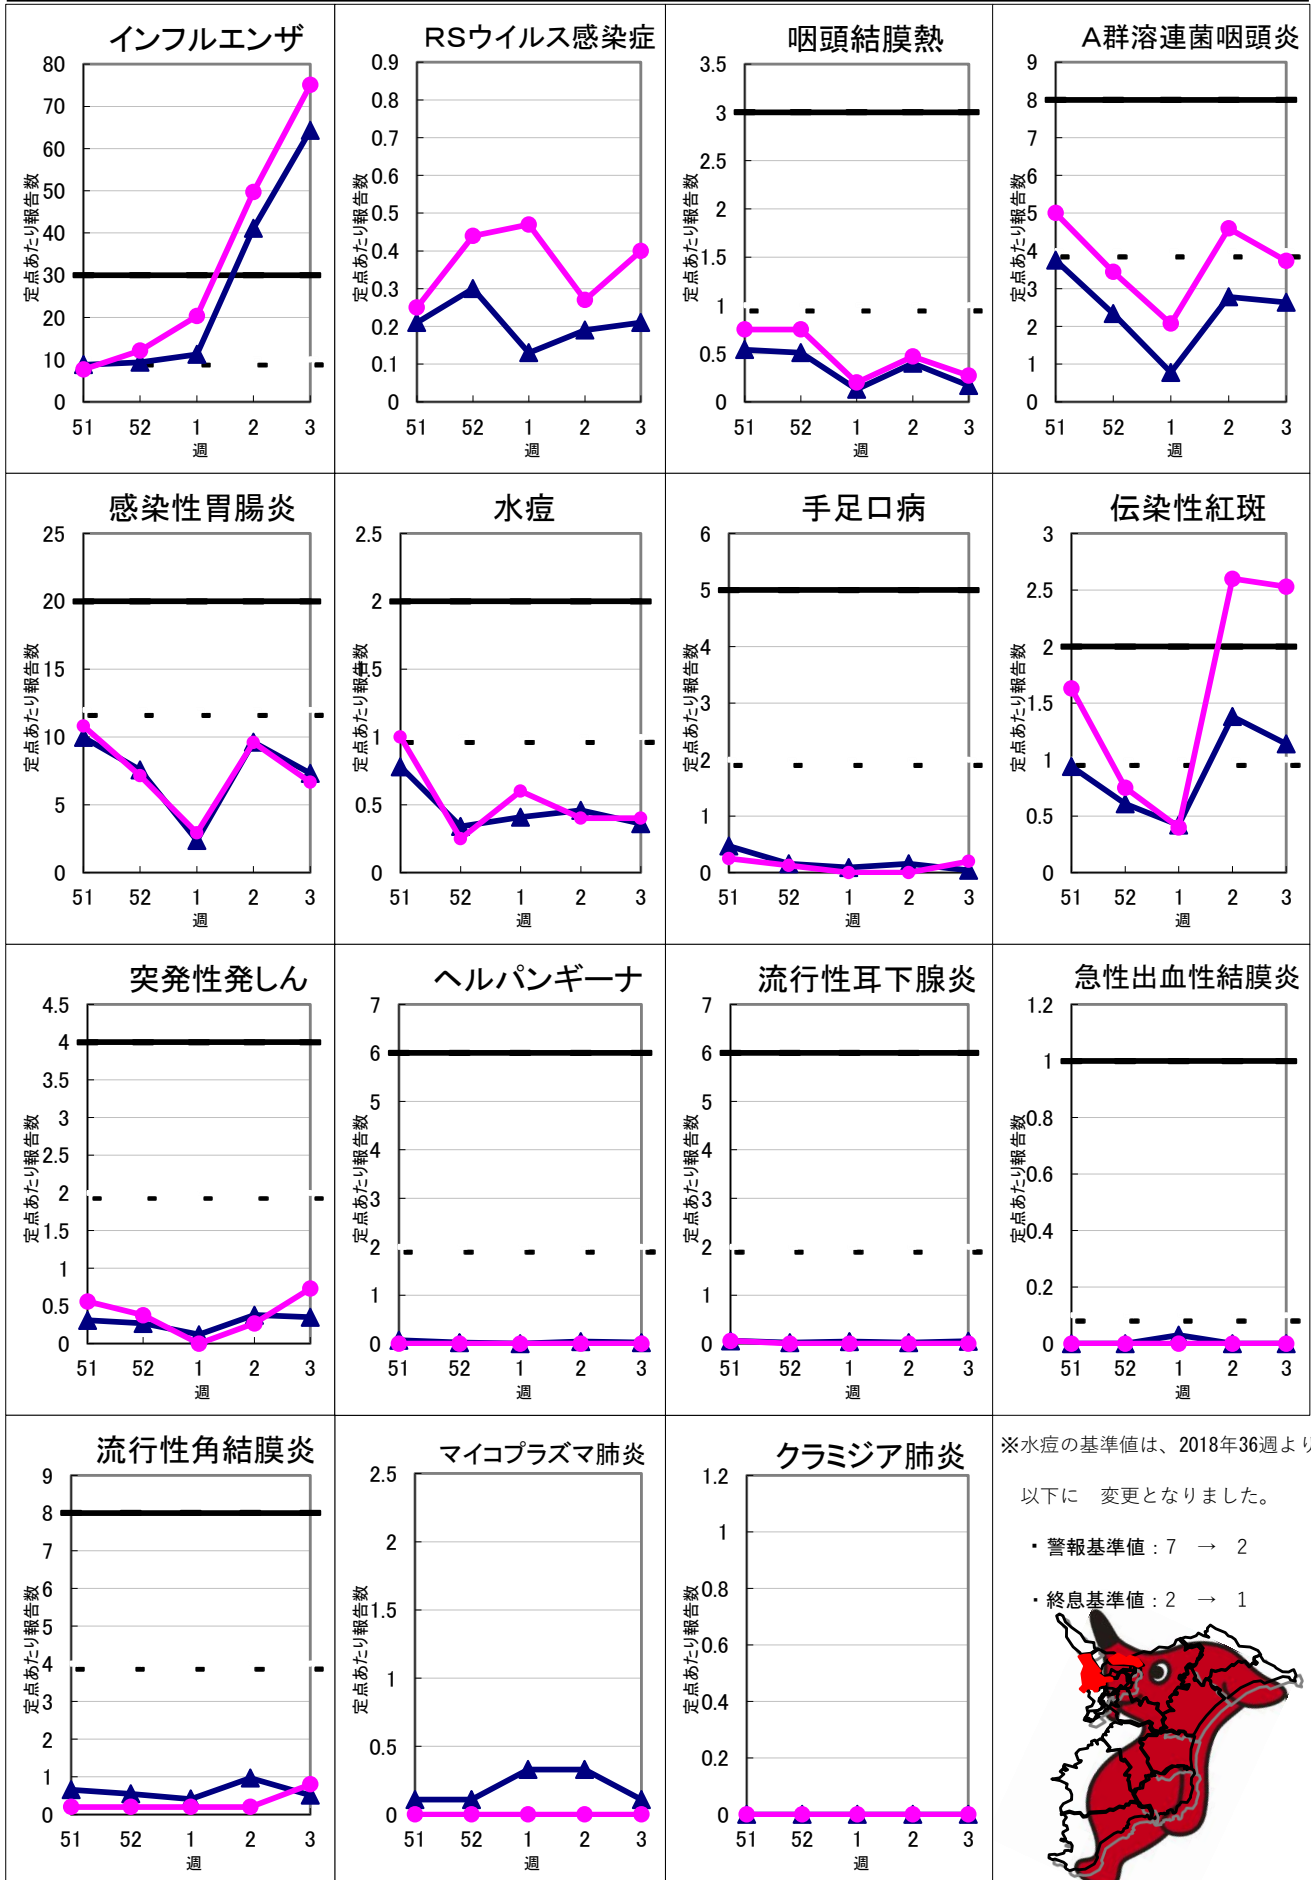 インフルエンザ
80
70
60
50
40
30
20
10
0
定点あたり報告数
51 52 1 2 3
週
RSウイルス感染症
0.9
0.8
0.7
0.6
0.5
0.4
0.3
0.2
0.1
0
定点あたり報告数
51 52 1 2 3
週
咽頭結膜熱
3.5
3
2.5
2
1.5
1
0.5
0
定点あたり報告数
51 52 1 2 3
週
A群溶連菌咽頭炎
9
8
7
6
5
4
3
2
1
0
定点あたり報告数
51 52 1 2 3
週
感染性胃腸炎
25
20
15
10
5
0
定点あたり報告数
51 52 1 2 3
週
水痘
2.5
2
1.5
1
0.5
0
定点あたり報告数
51 52 1 2 3
週
手足口病
6
5
4
3
2
1
0
定点あたり報告数
51 52 1 2 3
週
伝染性紅斑
3
2.5
2
1.5
1
0.5
0
定点あたり報告数
51 52 1 2 3
週
突発性発しん
4.5
4
3.5
3
2.5
2
1.5
1
0.5
0
定点あたり報告数
51 52 1 2 3
週
ヘルパンギーナ
7
6
5
4
3
2
1
0
定点あたり報告数
51 52 1 2 3
週
流行性耳下腺炎
7
6
5
4
3
2
1
0
定点あたり報告数
51 52 1 2 3
週
急性出血性結膜炎
1.2
1
0.8
0.6
0.4
0.2
0
定点あたり報告数
51 52 1 2 3
週
流行性角結膜炎
9
8
7
6
5
4
3
2
1
0
定点あたり報告数
51 52 1 2 3
週
マイコプラズマ肺炎
2.5
2
1.5
1
0.5
0
定点あたり報告数
51 52 1 2 3
週
クラミジア肺炎
1.2
1
0.8
0.6
0.4
0.2
0
定点あたり報告数
51 52 1 2 3
週
※水痘の基準値は、2018年36週より
以下に　変更となりました。
・警報基準値：7　→　2
・終息基準値：2　→　1